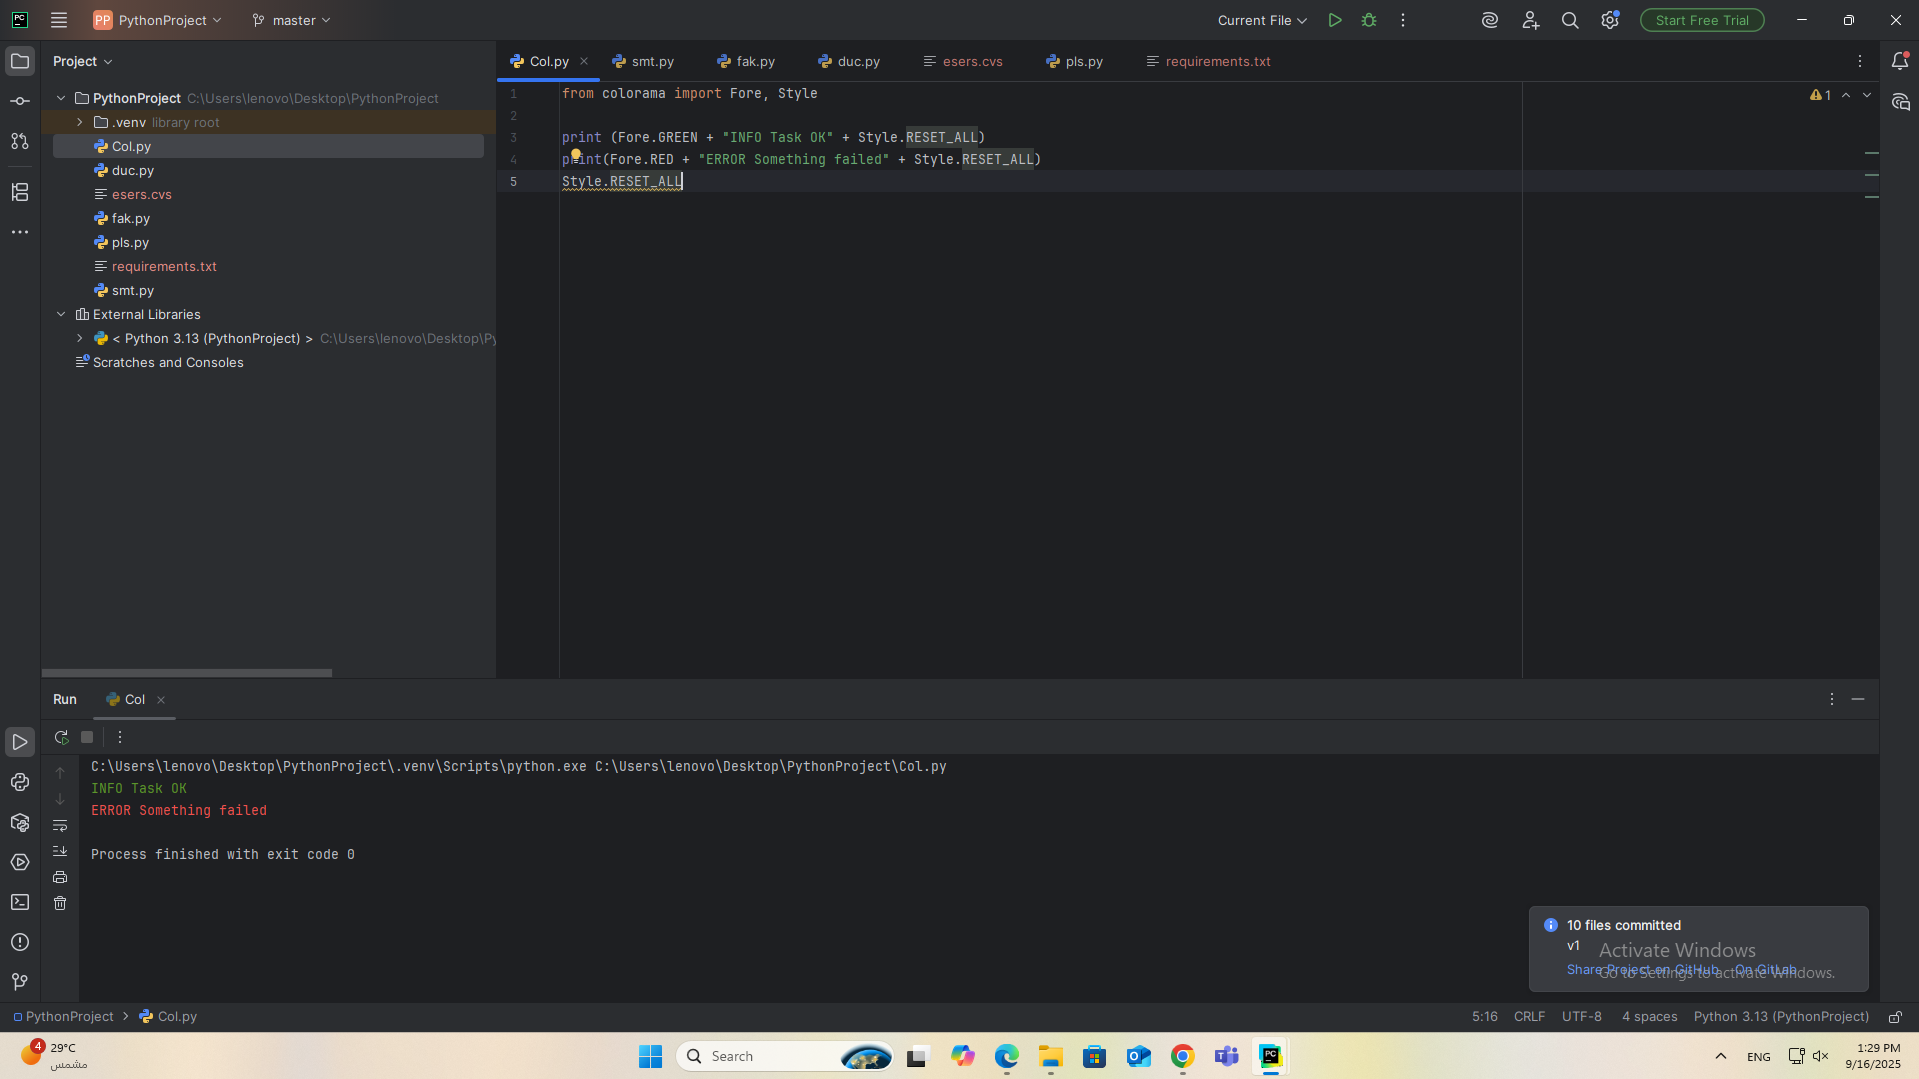 PC
PP PythonProject
master
Current File
Start Free Trial
Project
Col.py
smt.py
fak.py
duc.py
esers.cvs
pls.py
requirements.txt
PythonProject C:\Users\lenovo\Desktop\PythonProject
.venv library root
Col.py
duc.py
esers.cvs
fak.py
pls.py
requirements.txt
smt.py
External Libraries
< Python 3.13 (PythonProject) > C:\Users\lenovo\Desktop\Py
Scratches and Consoles
1 from colorama import Fore, Style
2
3 print (Fore.GREEN + "INFO Task OK" + Style.RESET_ALL)
4 print(Fore.RED + "ERROR Something failed" + Style.RESET_ALL)
5 Style.RESET_ALL
1
Run
Col
C:\Users\lenovo\Desktop\PythonProject\.venv\Scripts\python.exe C:\Users\lenovo\Desktop\PythonProject\Col.py
INFO Task OK
ERROR Something failed
Process finished with exit code 0
10 files committed
v1
Share Project on GitHub On GitLab
Activate Windows
Go to Settings to activate Windows.
PythonProject > Col.py
5:16 CRLF UTF-8 4 spaces Python 3.13 (PythonProject)
4
29°C
مشمس
Search
PC
ENG
1:29 PM
9/16/2025